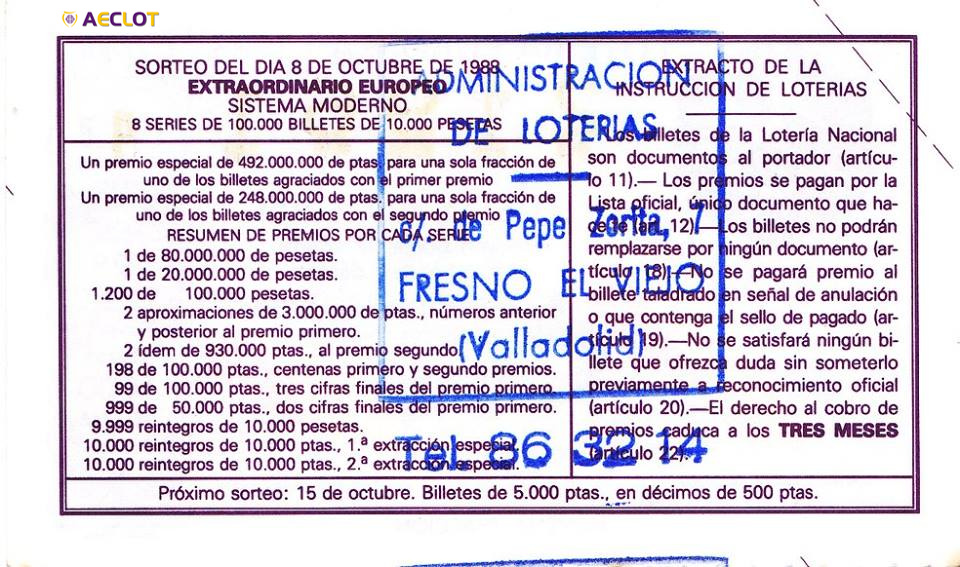 AECLOT
SORTEO DEL DIA 8 DE OCTUBRE DE 1988
EXTRAORDINARIO EUROPEO
SISTEMA MODERNO
8 SERIES DE 100.000 BILLETES DE 10.000 PESETAS
Un premio especial de 492.000.000 de ptas. para una sola fracción de
uno de los billetes agraciados con el primer premio
Un premio especial de 248.000.000 de ptas. para una sola fracción de
uno de los billetes agraciados con el segundo premio
RESUMEN DE PREMIOS POR CADA SERIE
1 de 80.000.000 de pesetas.
1 de 20.000.000 de pesetas.
1.200 de 100.000 pesetas.
2 aproximaciones de 3.000.000 de ptas., números anterior
y posterior al premio primero.
2 ídem de 930.000 ptas., al premio segundo.
198 de 100.000 ptas., centenas primero y segundo premios.
99 de 100.000 ptas., tres cifras finales del premio primero.
999 de 50.000 ptas., dos cifras finales del premio primero.
9.999 reintegros de 10.000 pesetas.
10.000 reintegros de 10.000 ptas., 1.ª extracción especial.
10.000 reintegros de 10.000 ptas., 2.ª extracción especial.
EXTRACTO DE LA
INSTRUCCION DE LOTERIAS
Los billetes de la Lotería Nacional
son documentos al portador (artícu-
lo 11).— Los premios se pagan por la
Lista oficial, único documento que ha-
ce fe (art. 12).—Los billetes no podrán
remplazarse por ningún documento (ar-
tículo 18).—No se pagará premio al
billete taladrado en señal de anulación
o que contenga el sello de pagado (ar-
tículo 19).—No se satisfará ningún bi-
llete que ofrezca duda sin someterlo
previamente a reconocimiento oficial
(artículo 20).—El derecho al cobro de
premios caduca a los TRES MESES
(artículo 22).
Próximo sorteo: 15 de octubre. Billetes de 5.000 ptas., en décimos de 500 ptas.
ADMINISTRACION
DE LOTERIAS
c/. de Pepe Zorita, 7
FRESNO EL VIEJO
(Valladolid)
Tel. 86 32 14